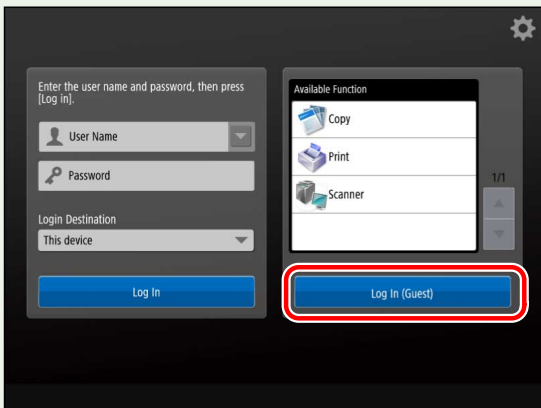 Enter the user name and password, then press
[Log in].
User Name
Password
Login Destination
This device
Log In
Available Function
Copy
Print
Scanner
1/1
Log In (Guest)